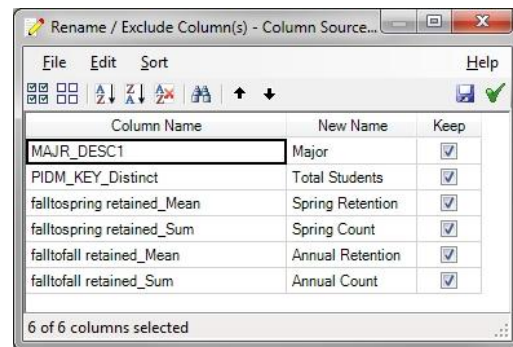 Rename / Exclude Column(s) - Column Source...
File Edit Sort Help
Column Name New Name Keep
MAJR_DESC1 Major
PIDM_KEY_Distinct Total Students
falltospring retained_Mean Spring Retention
falltospring retained_Sum Spring Count
falltofall retained_Mean Annual Retention
falltofall retained_Sum Annual Count
6 of 6 columns selected